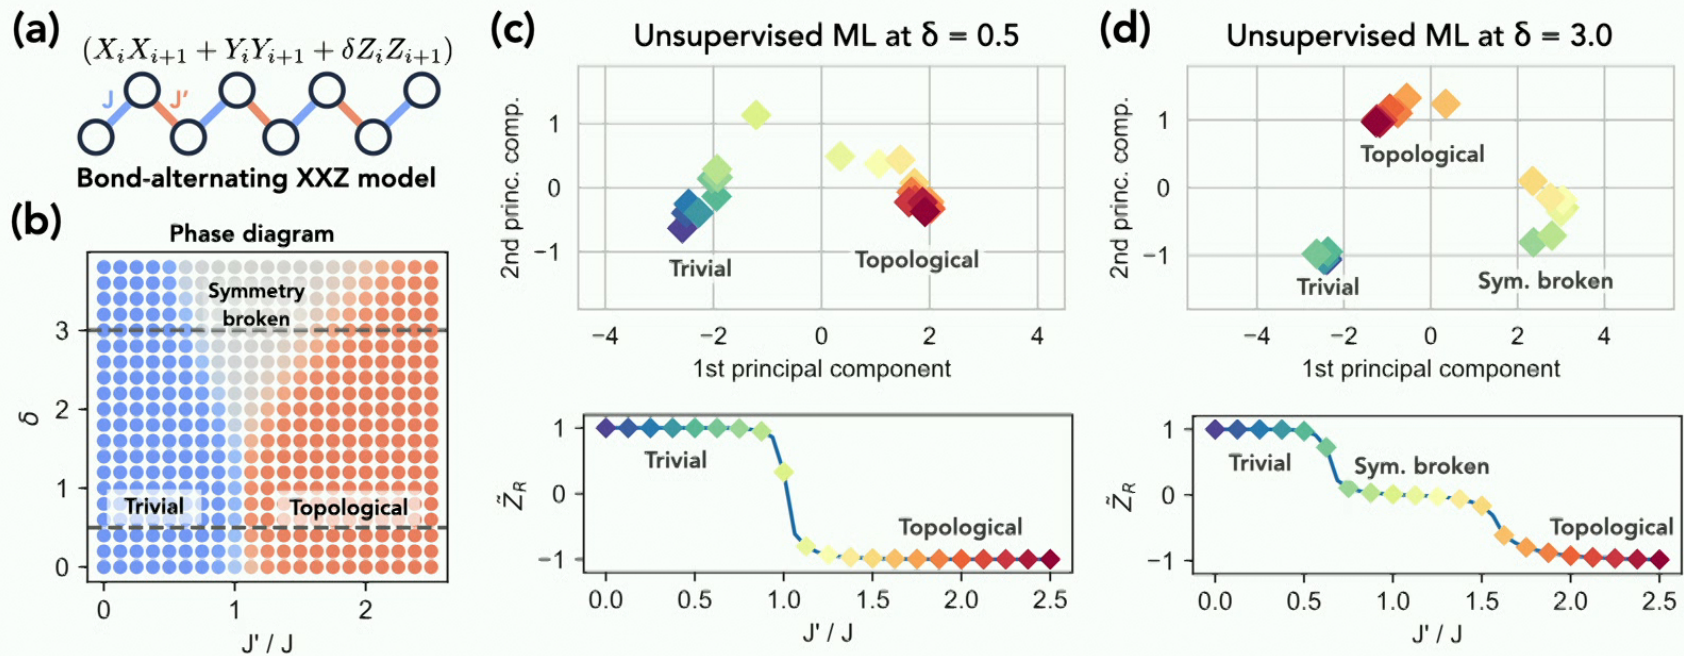 (a)
(XᵢXᵢ₊₁ + YᵢYᵢ₊₁ + δZᵢZᵢ₊₁)
J J'
Bond-alternating XXZ model
(b)
Phase diagram
Symmetry
broken
Trivial Topological
3
2
1
0
δ
0 1 2
J' / J
(c)
Unsupervised ML at δ = 0.5
2nd princ. comp.
1
0
−1
Trivial
Topological
−4 −2 0 2 4
1st principal component
Z̃_R
1
0
−1
Trivial
Topological
0.0 0.5 1.0 1.5 2.0 2.5
J' / J
(d)
Unsupervised ML at δ = 3.0
2nd princ. comp.
1
0
−1
Topological
Trivial
Sym. broken
−4 −2 0 2 4
1st principal component
Z̃_R
1
0
−1
Trivial
Sym. broken
Topological
0.0 0.5 1.0 1.5 2.0 2.5
J' / J